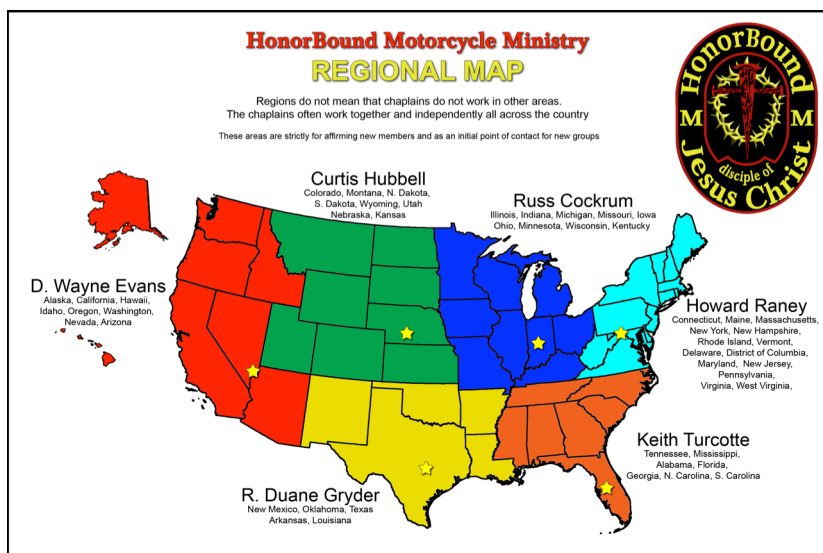 HonorBound Motorcycle Ministry
REGIONAL MAP
Regions do not mean that chaplains do not work in other areas.
The chaplains often work together and independently all across the country
These areas are strictly for affirming new members and as an initial point of contact for new groups
HonorBound
M M
disciple of
Jesus Christ
Curtis Hubbell
Colorado, Montana, N. Dakota,
S. Dakota, Wyoming, Utah
Nebraska, Kansas
Russ Cockrum
Illinois, Indiana, Michigan, Missouri, Iowa
Ohio, Minnesota, Wisconsin, Kentucky
D. Wayne Evans
Alaska, California, Hawaii,
Idaho, Oregon, Washington,
Nevada, Arizona
Howard Raney
Connecticut, Maine, Massachusetts,
New York, New Hampshire,
Rhode Island, Vermont,
Delaware, District of Columbia,
Maryland, New Jersey,
Pennsylvania,
Virginia, West Virginia,
Keith Turcotte
Tennessee, Mississippi,
Alabama, Florida,
Georgia, N. Carolina, S. Carolina
R. Duane Gryder
New Mexico, Oklahoma, Texas
Arkansas, Louisiana